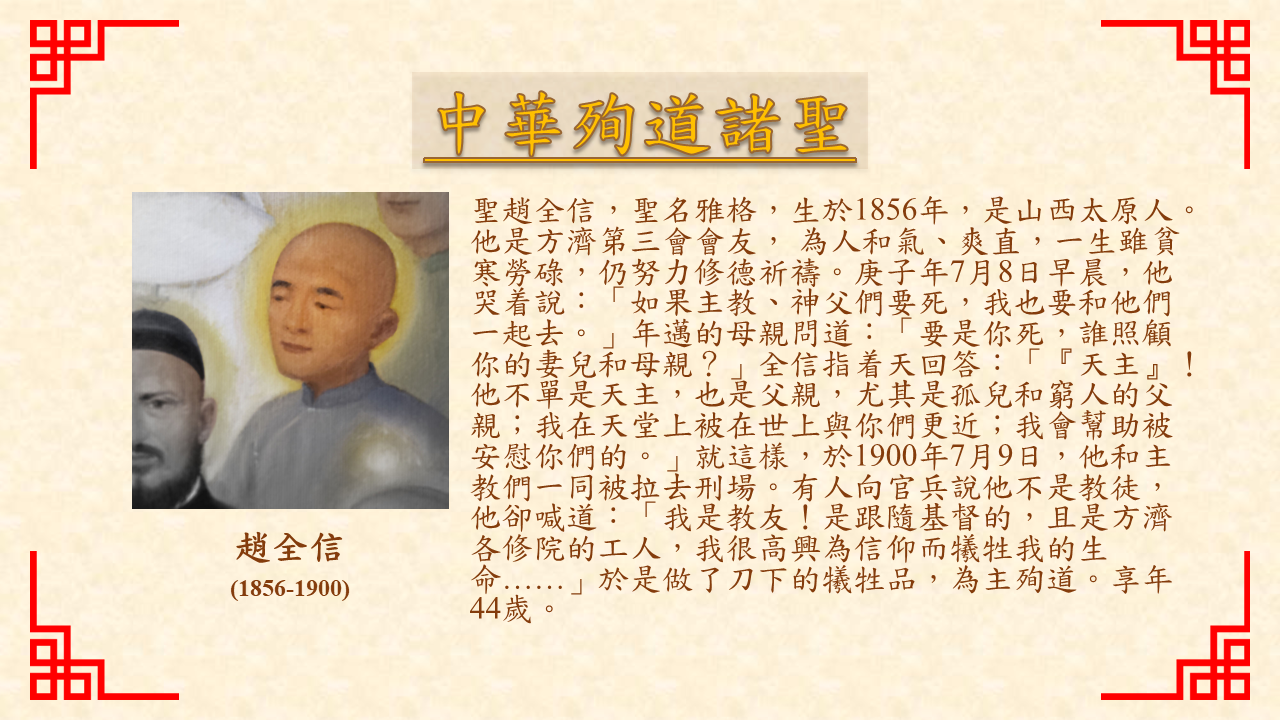 中華殉道諸聖
聖趙全信，聖名雅格，生於1856年，是山西太原人。
他是方濟第三會會友， 為人和氣、爽直，一生雖貧
寒勞碌，仍努力修德祈禱。庚子年7月8日早晨，他
哭着說：「如果主教、神父們要死，我也要和他們
一起去。」年邁的母親問道：「要是你死，誰照顧
你的妻兒和母親？」全信指着天回答：「『天主』！
他不單是天主，也是父親，尤其是孤兒和窮人的父
親；我在天堂上被在世上與你們更近；我會幫助被
安慰你們的。」就這樣，於1900年7月9日，他和主
教們一同被拉去刑場。有人向官兵說他不是教徒，
他卻喊道：「我是教友！是跟隨基督的，且是方濟
各修院的工人，我很高興為信仰而犧牲我的生
命……」於是做了刀下的犧牲品，為主殉道。享年
44歲。
趙全信
(1856-1900)